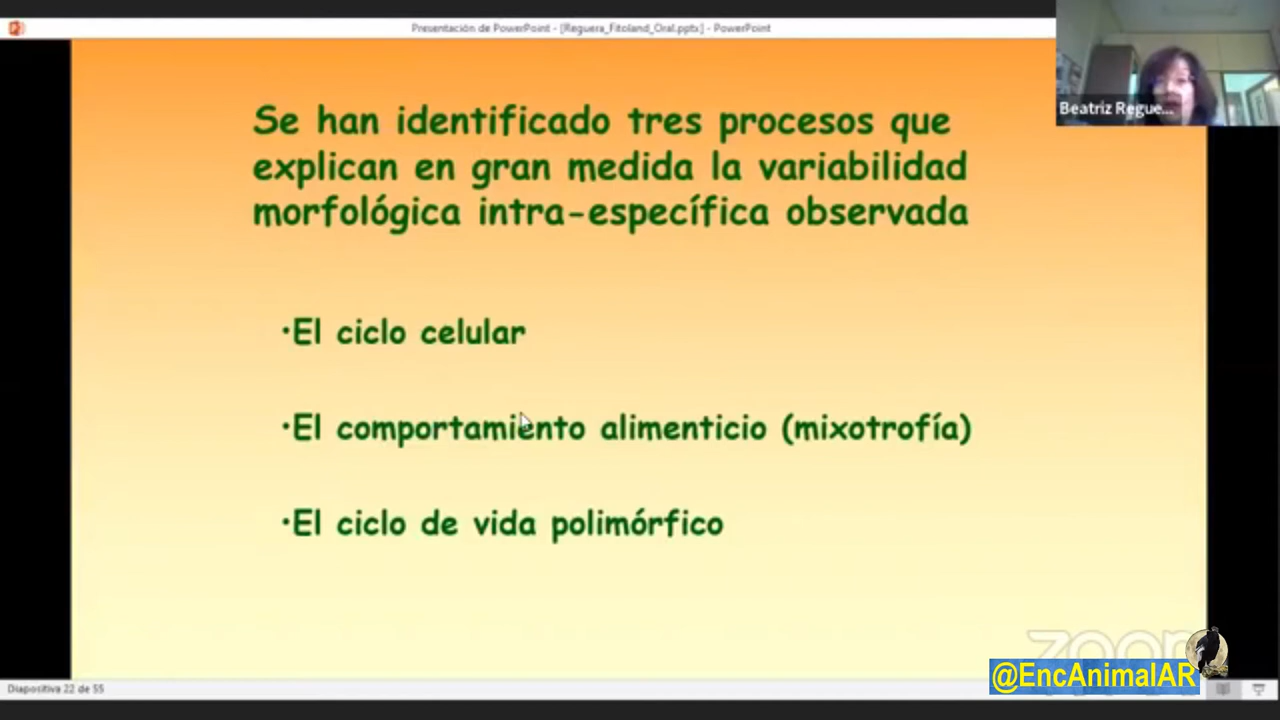 Presentación de PowerPoint - [Reguera_Fitoland_Oral.pptx] - PowerPoint
Beatriz Regue...
Se han identificado tres procesos que
explican en gran medida la variabilidad
morfológica intra-específica observada
•El ciclo celular
•El comportamiento alimenticio (mixotrofía)
•El ciclo de vida polimórfico
zoom
@EncAnimalAR
Diapositiva 22 de 55